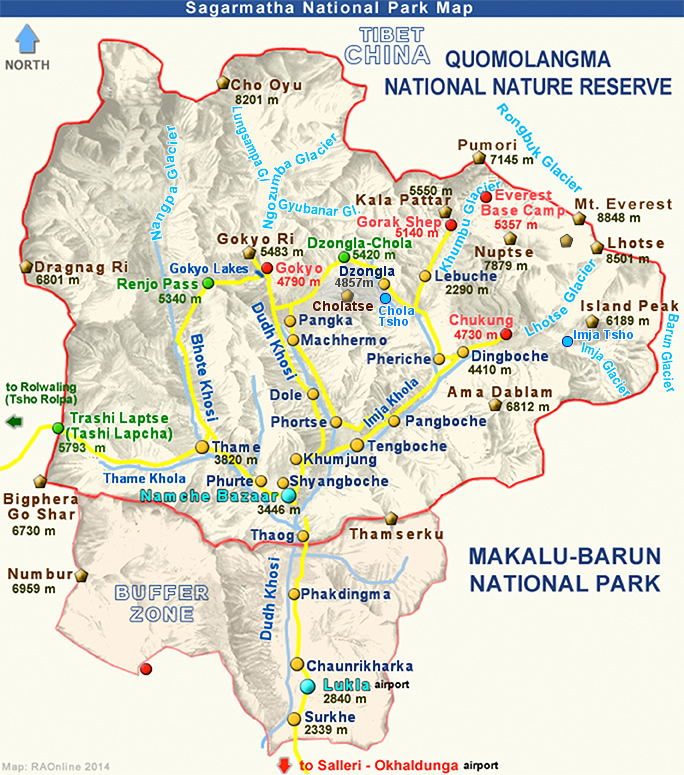 Sagarmatha National Park Map
NORTH
TIBET
CHINA
QUOMOLANGMA
NATIONAL NATURE RESERVE
Cho Oyu
8201 m
Nangpa Glacier
Lungsampa Gl
Ngozumba Glacier
Gyubanar Gl.
Rongbuk Glacier
Pumori
7145 m
Kala Pattar
5550 m
Khumbu Glacier
Everest
Base Camp
5357 m
Gorak Shep
5140 m
Mt. Everest
8848 m
Nuptse
7879 m
Lhotse
8501 m
Gokyo Ri
5483 m
Dzongla-Chola
5420 m
Dragnag Ri
6801 m
Renjo Pass
5340 m
Gokyo Lakes
Gokyo
4790 m
Dzongla
4857m
Cholatse
Chola
Tsho
Lebuche
2290 m
Lhotse Glacier
Island Peak
6189 m
Barun Glacier
Imja Tsho
Imja Glacier
Chukung
4730 m
Pangka
Machhermo
Bhote Khosi
Dudh Khosi
Pheriche
Dingboche
4410 m
to Rolwaling
(Tsho Rolpa)
Dole
Imla Khola
Ama Dablam
6812 m
Trashi Laptse
(Tashi Lapcha)
5793 m
Phortse
Pangboche
Thame
3820 m
Tengboche
Khumjung
Thame Khola
Phurte
Shyangboche
Namche Bazaar
3446 m
Bigphera
Go Shar
6730 m
Thaog
Thamserku
Numbur
6959 m
BUFFER
ZONE
Dudh Khosi
MAKALU-BARUN
NATIONAL PARK
Phakdingma
Chaunrikharka
Lukla airport
2840 m
Surkhe
2339 m
to Salleri - Okhaldunga airport
Map: RAOnline 2014